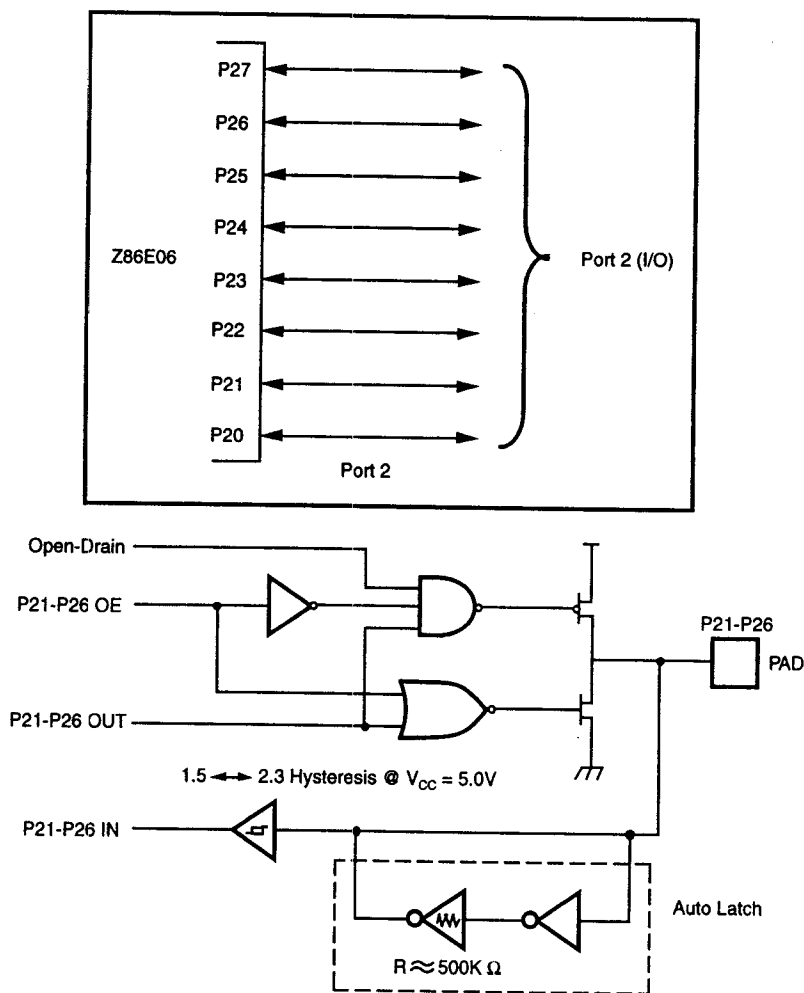 P27
P26
P25
P24
Z86E06
Port 2 (I/O)
P23
P22
P21
P20
Port 2
Open-Drain
P21-P26 OE
P21-P26
PAD
P21-P26 OUT
1.5 ↔ 2.3 Hysteresis @ VCC = 5.0V
P21-P26 IN
Auto Latch
R ≈ 500K Ω